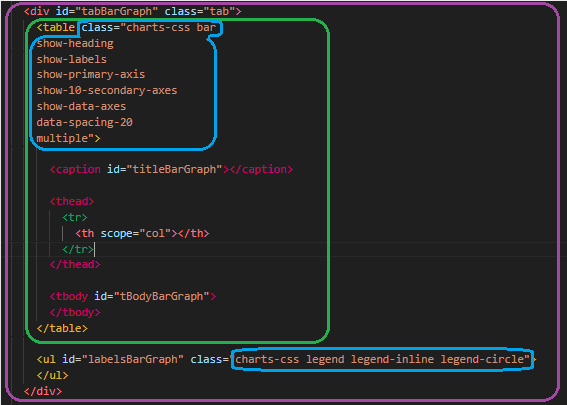 <div id="tabBarGraph" class="tab">
<table class="charts-css bar
show-heading
show-labels
show-primary-axis
show-10-secondary-axes
show-data-axes
data-spacing-20
multiple">
<caption id="titleBarGraph"></caption>
<thead>
<tr>
<th scope="col"></th>
</tr>
</thead>
<tbody id="tBodyBarGraph">
</tbody>
</table>
<ul id="labelsBarGraph" class="charts-css legend legend-inline legend-circle">
</ul>
</div>